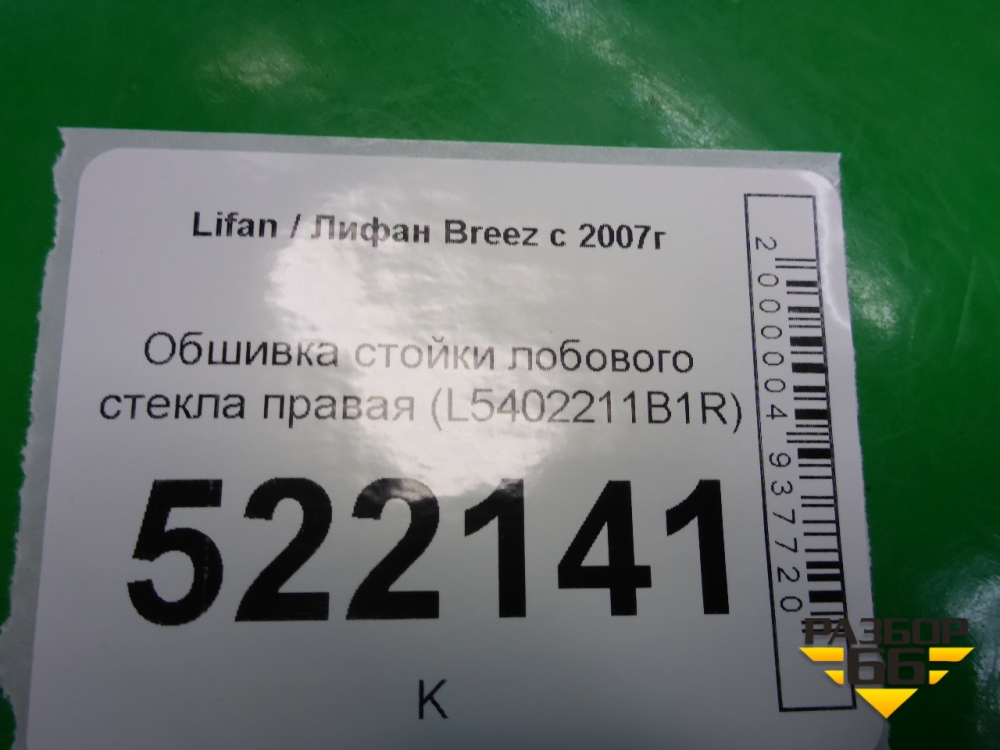 Lifan / Лифан Breez с 2007г
Обшивка стойки лобового
стекла правая (L5402211B1R)
522141
К
2000004937720
РАЗБОР
66